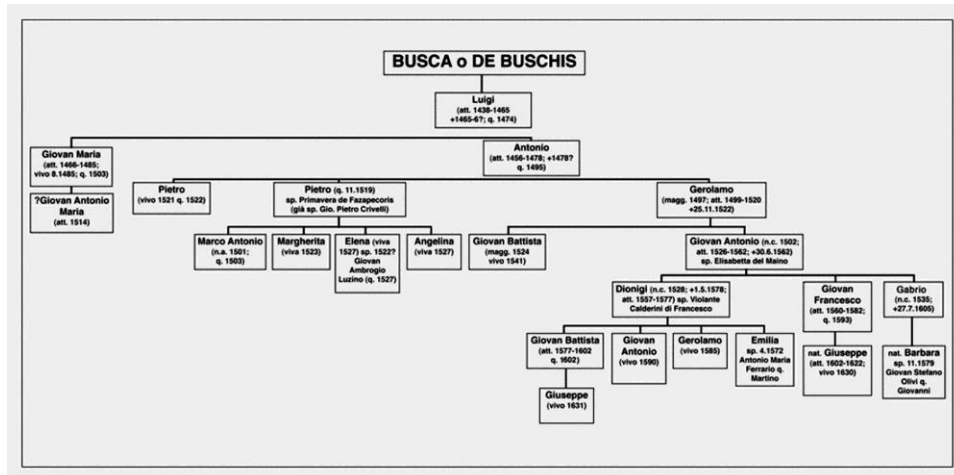 BUSCA o DE BUSCHIS
Luigi
(att. 1438-1465
+1465-6?; q. 1474)
Giovan Maria
(att. 1466-1485;
vivo 8.1485; q. 1503)
Antonio
(att. 1456-1478; +1478?
q. 1495)
?Giovan Antonio
Maria
(att. 1514)
Pietro
(vivo 1521 q. 1522)
Pietro (q. 11.1519)
sp. Primavera de Fazapecoris
(già sp. Gio. Pietro Crivelli)
Gerolamo
(magg. 1497; att. 1499-1520
+25.11.1522)
Marco Antonio
(n.a. 1501;
q. 1503)
Margherita
(viva 1523)
Elena (viva
1527) sp. 1522?
Giovan
Ambrogio
Luzino (q. 1527)
Angelina
(viva 1527)
Giovan Battista
(magg. 1524
vivo 1541)
Giovan Antonio (n.c. 1502;
att. 1526-1562; +30.6.1562)
sp. Elisabetta del Maino
Dionigi (n.c. 1528; +1.5.1578;
att. 1557-1577) sp. Violante
Calderini di Francesco
Giovan
Francesco
(att. 1560-1582;
q. 1593)
Gabrio
(n.c. 1535;
+27.7.1605)
Giovan Battista
(att. 1577-1602
q. 1602)
Giovan
Antonio
(vivo 1590)
Gerolamo
(vivo 1585)
Emilia
sp. 4.1572
Antonio Maria
Ferrario q.
Martino
nat. Giuseppe
(att. 1602-1622;
vivo 1630)
nat. Barbara
sp. 11.1579
Giovan Stefano
Olivi q.
Giovanni
Giuseppe
(vivo 1631)